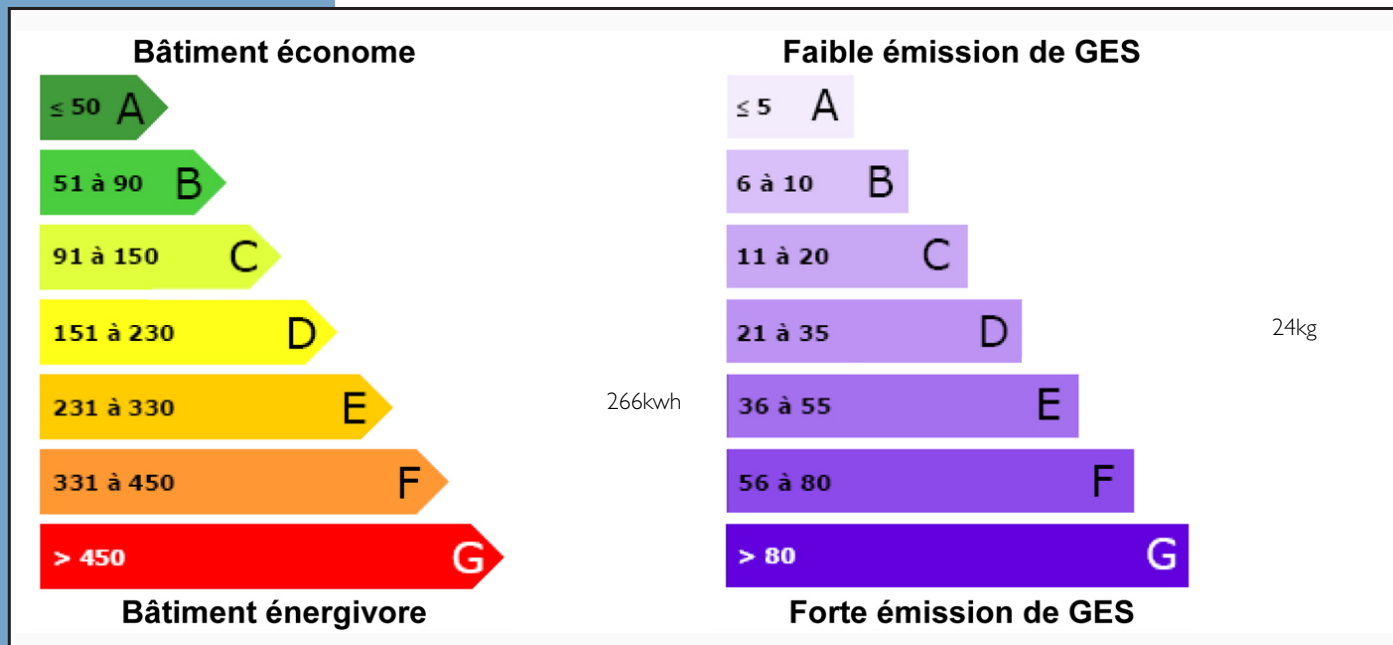 Bâtiment économe
≤ 50 A
51 à 90 B
91 à 150 C
151 à 230 D
231 à 330 E
266kwh
331 à 450 F
> 450 G
Bâtiment énergivore
Faible émission de GES
≤ 5 A
6 à 10 B
11 à 20 C
21 à 35 D
24kg
36 à 55 E
56 à 80 F
> 80 G
Forte émission de GES